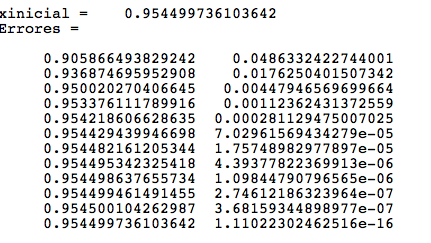 xinicial =    0.954499736103642
Errores =
0.905866493829242    0.0486332422744001
0.936874695952908    0.0176250401507342
0.950020270406645    0.00447946569699664
0.953376111789916    0.00112362431372559
0.954218606628635    0.000281129475007025
0.954429439946698    7.02961569434279e-05
0.954482161205344    1.75748982977897e-05
0.954495342325418    4.39377822369913e-06
0.954498637655734    1.09844790796565e-06
0.954499461491455    2.74612186323964e-07
0.954500104262987    3.68159344898977e-07
0.954499736103642    1.11022302462516e-16